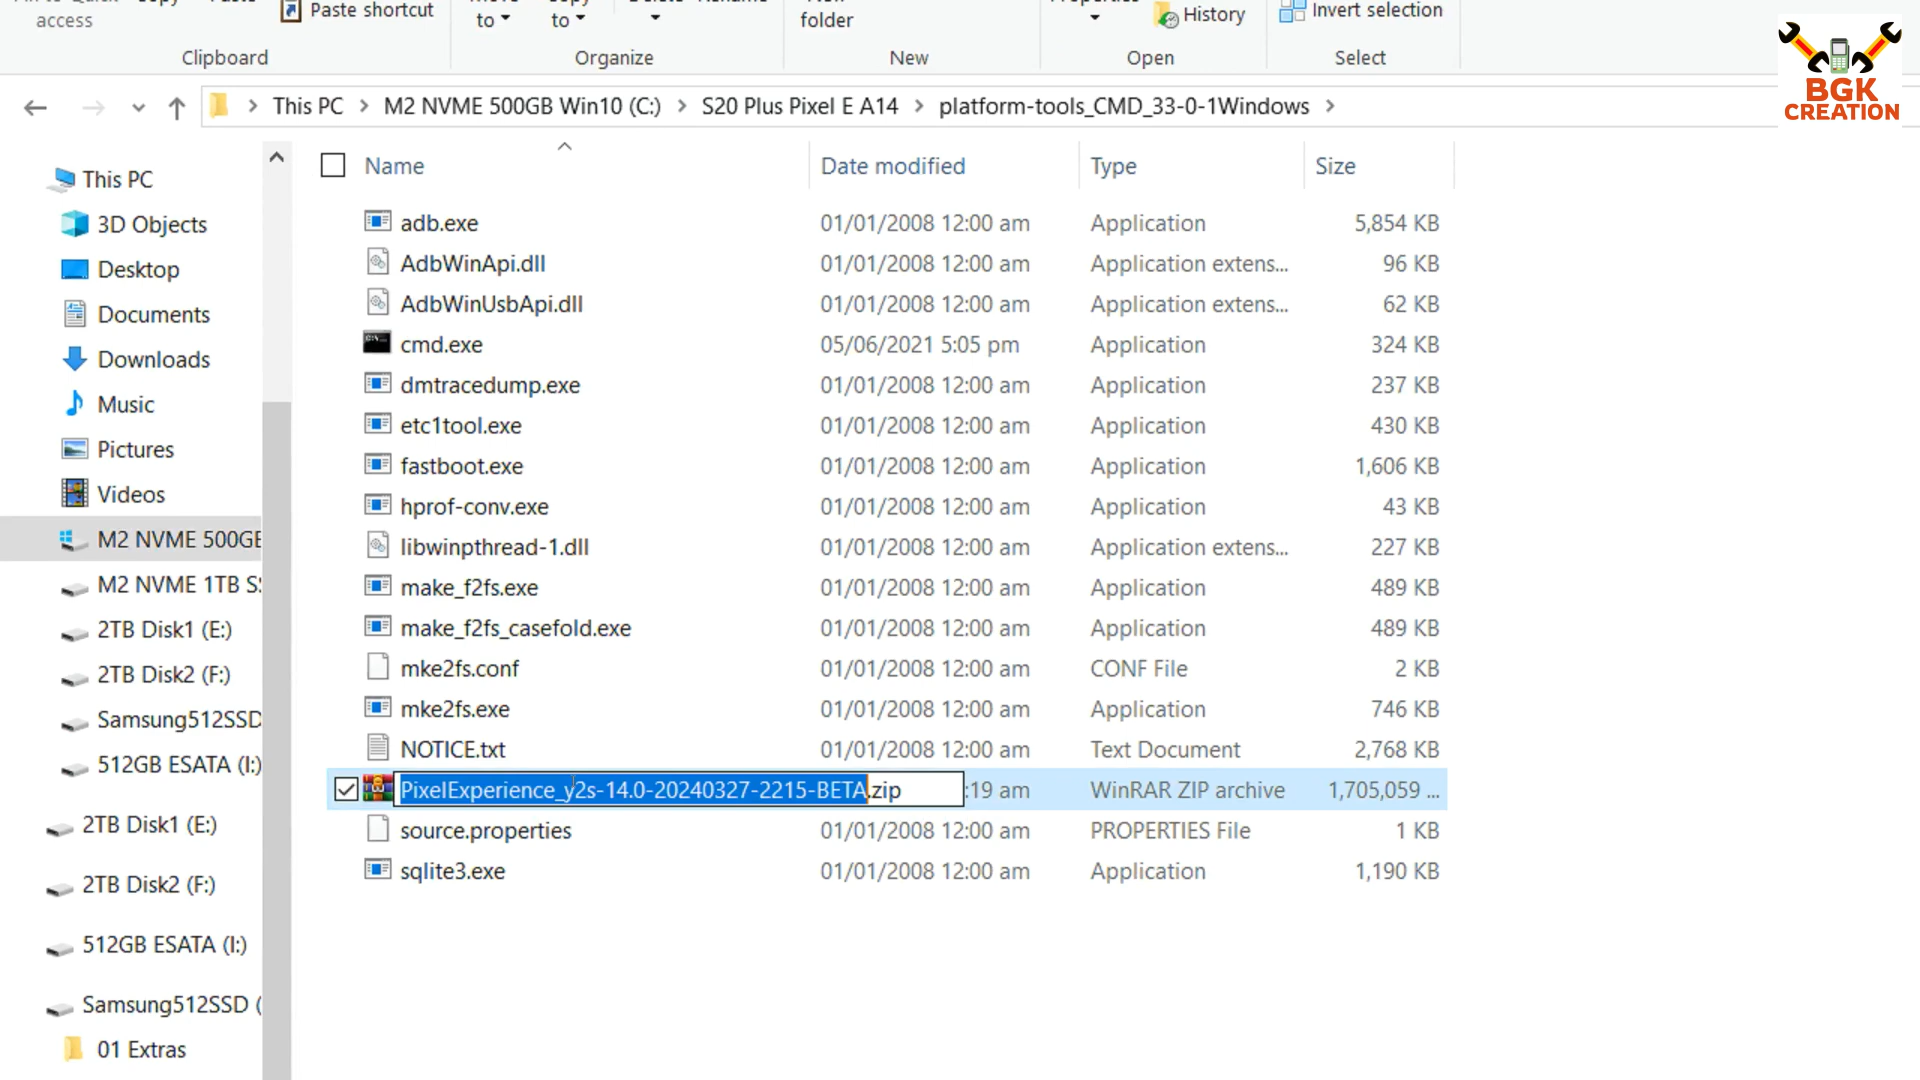 access
Paste shortcut
to
to
folder
History
Invert selection
Clipboard
Organize
New
Open
Select
BGK
CREATION
This PC
M2 NVME 500GB Win10 (C:)
S20 Plus Pixel E A14
platform-tools_CMD_33-0-1Windows
Name
Date modified
Type
Size
This PC
3D Objects
Desktop
Documents
Downloads
Music
Pictures
Videos
M2 NVME 500GE
M2 NVME 1TB S
2TB Disk1 (E:)
2TB Disk2 (F:)
Samsung512SSD
512GB ESATA (I:)
2TB Disk1 (E:)
2TB Disk2 (F:)
512GB ESATA (I:)
Samsung512SSD (
01 Extras
adb.exe 01/01/2008 12:00 am Application 5,854 KB
AdbWinApi.dll 01/01/2008 12:00 am Application extens... 96 KB
AdbWinUsbApi.dll 01/01/2008 12:00 am Application extens... 62 KB
cmd.exe 05/06/2021 5:05 pm Application 324 KB
dmtracedump.exe 01/01/2008 12:00 am Application 237 KB
etc1tool.exe 01/01/2008 12:00 am Application 430 KB
fastboot.exe 01/01/2008 12:00 am Application 1,606 KB
hprof-conv.exe 01/01/2008 12:00 am Application 43 KB
libwinpthread-1.dll 01/01/2008 12:00 am Application extens... 227 KB
make_f2fs.exe 01/01/2008 12:00 am Application 489 KB
make_f2fs_casefold.exe 01/01/2008 12:00 am Application 489 KB
mke2fs.conf 01/01/2008 12:00 am CONF File 2 KB
mke2fs.exe 01/01/2008 12:00 am Application 746 KB
NOTICE.txt 01/01/2008 12:00 am Text Document 2,768 KB
PixelExperience_y2s-14.0-20240327-2215-BETA.zip :19 am WinRAR ZIP archive 1,705,059 ...
source.properties 01/01/2008 12:00 am PROPERTIES File 1 KB
sqlite3.exe 01/01/2008 12:00 am Application 1,190 KB